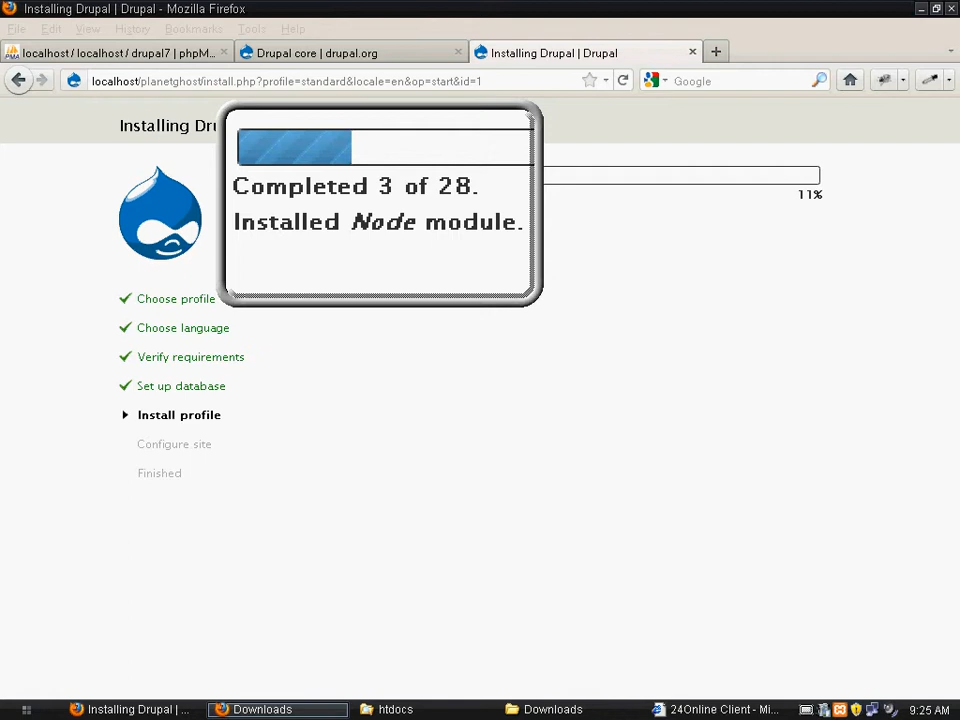 Installing Drupal | Drupal - Mozilla Firefox
File Edit View History Bookmarks Tools Help
localhost / localhost / drupal7 | phpM...
Drupal core | drupal.org
Installing Drupal | Drupal
localhost/planetghost/install.php?profile=standard&locale=en&op=start&id=1
Google
Installing Dru
Completed 3 of 28.
Installed Node module.
11%
Choose profile
Choose language
Verify requirements
Set up database
Install profile
Configure site
Finished
Installing Drupal | ...
Downloads
htdocs
Downloads
24Online Client - Mi...
9:25 AM